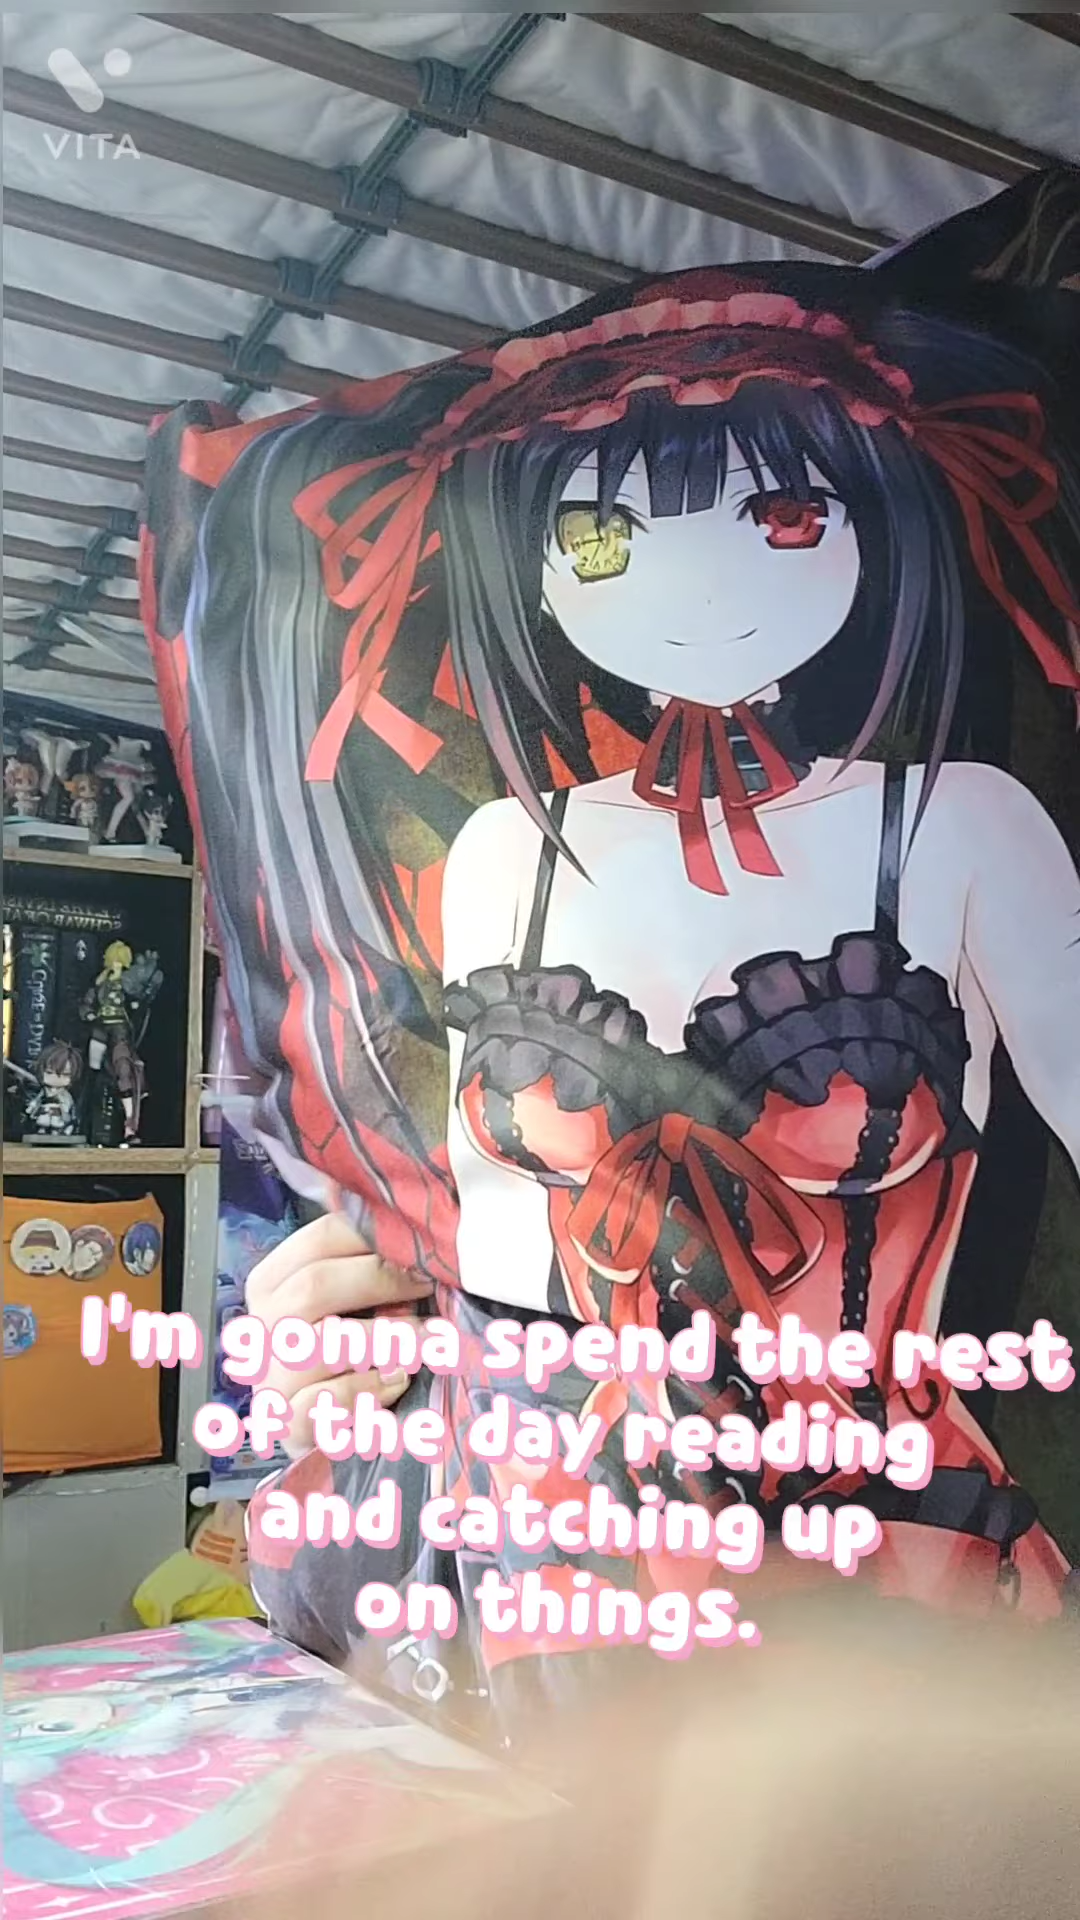 VITA
I'm gonna spend the rest
of the day reading
and catching up
on things.